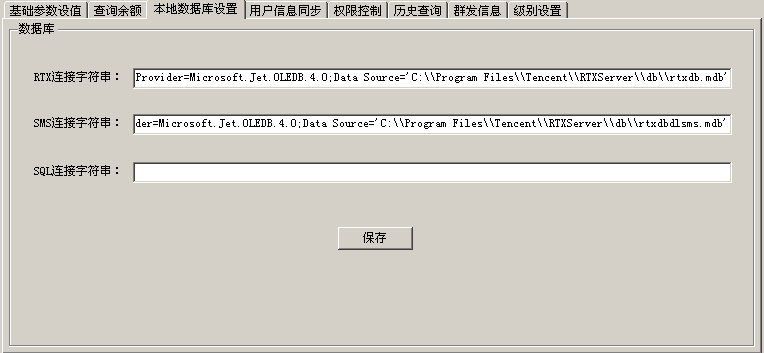 基础参数设值 查询余额 本地数据库设置 用户信息同步 权限控制 历史查询 群发信息 级别设置
数据库
RTX连接字符串： Provider=Microsoft.Jet.OLEDB.4.0;Data Source='C:\\Program Files\\Tencent\\RTXServer\\db\\rtxdb.mdb'
SMS连接字符串： der=Microsoft.Jet.OLEDB.4.0;Data Source='C:\\Program Files\\Tencent\\RTXServer\\db\\rtxdbdlsms.mdb'
SQL连接字符串：
保存